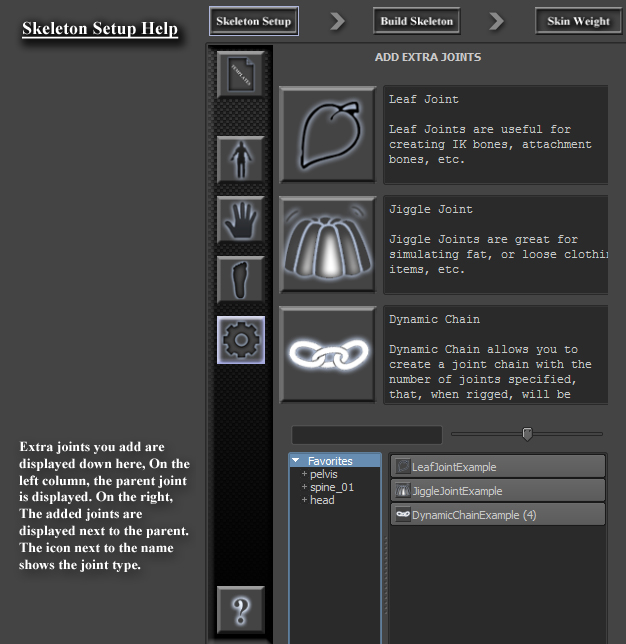 Skeleton Setup Help
Skeleton Setup
Build Skeleton
Skin Weight
ADD EXTRA JOINTS
TEMPLATES
Leaf Joint
Leaf Joints are useful for
creating IK bones, attachment
bones, etc.
Jiggle Joint
Jiggle Joints are great for
simulating fat, or loose clothin
items, etc.
Dynamic Chain
Dynamic Chain allows you to
create a joint chain with the
number of joints specified,
that, when rigged, will be
Extra joints you add are
displayed down here, On the
left column, the parent joint
is displayed. On the right,
The added joints are
displayed next to the parent.
The icon next to the name
shows the joint type.
Favorites
+ pelvis
+ spine_01
+ head
LeafJointExample
JiggleJointExample
DynamicChainExample (4)
?